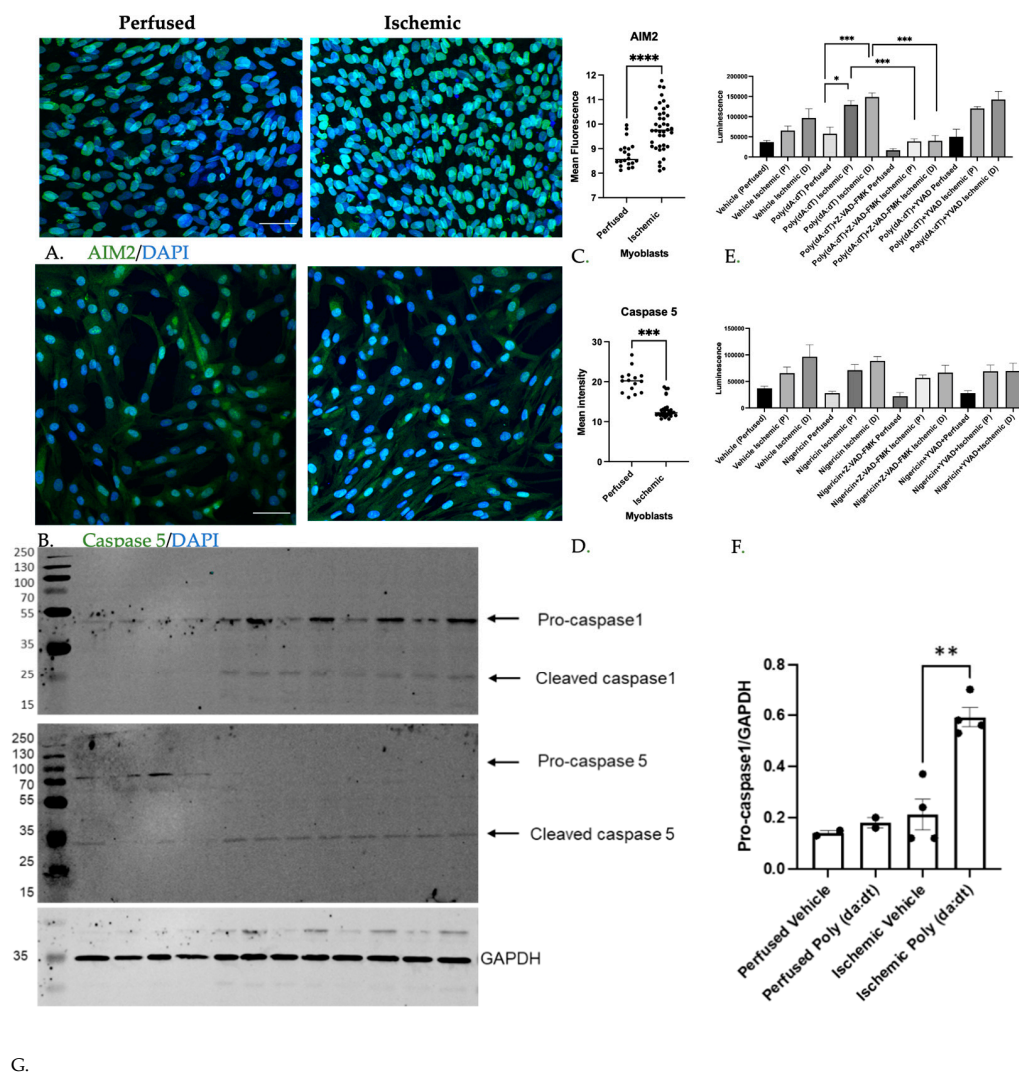 Perfused
Ischemic
A. AIM2/DAPI
AIM2
****
Mean Fluorescence
12
11
10
9
8
7
Perfused
Ischemic
Myoblasts
C.
***
***
***
*
Luminescence
200000
150000
100000
50000
0
Vehicle (Perfused)
Vehicle Ischemic (P)
Vehicle Ischemic (D)
Poly(dA:dT) Perfused
Poly(dA:dT) Ischemic (P)
Poly(dA:dT) Ischemic (D)
Poly(dA:dT)+Z-VAD-FMK Perfused
Poly(dA:dT)+Z-VAD-FMK Ischemic (P)
Poly(dA:dT)+Z-VAD-FMK Ischemic (D)
Poly(dA:dT)+YVAD Perfused
Poly(dA:dT)+YVAD Ischemic (P)
Poly(dA:dT)+YVAD Ischemic (D)
E.
B. Caspase 5/DAPI
Caspase 5
***
Mean intensity
30
20
10
0
Perfused
Ischemic
Myoblasts
D.
Luminescence
150000
100000
50000
0
Vehicle (Perfused)
Vehicle Ischemic (P)
Vehicle Ischemic (D)
Nigericin Perfused
Nigericin Ischemic (P)
Nigericin Ischemic (D)
Nigericin+Z-VAD-FMK Perfused
Nigericin+Z-VAD-FMK Ischemic (P)
Nigericin+Z-VAD-FMK Ischemic (D)
Nigericin+YVAD+Perfused
Nigericin+YVAD+Ischemic (P)
Nigericin+YVAD+Ischemic (D)
F.
250
130
100
70
55
35
25
15
Pro-caspase1
Cleaved caspase1
250
130
100
70
55
35
25
15
Pro-caspase 5
Cleaved caspase 5
35
GAPDH
**
Pro-caspase1/GAPDH
0.8
0.6
0.4
0.2
0.0
Perfused Vehicle
Perfused Poly (da:dt)
Ischemic Vehicle
Ischemic Poly (da:dt)
G.